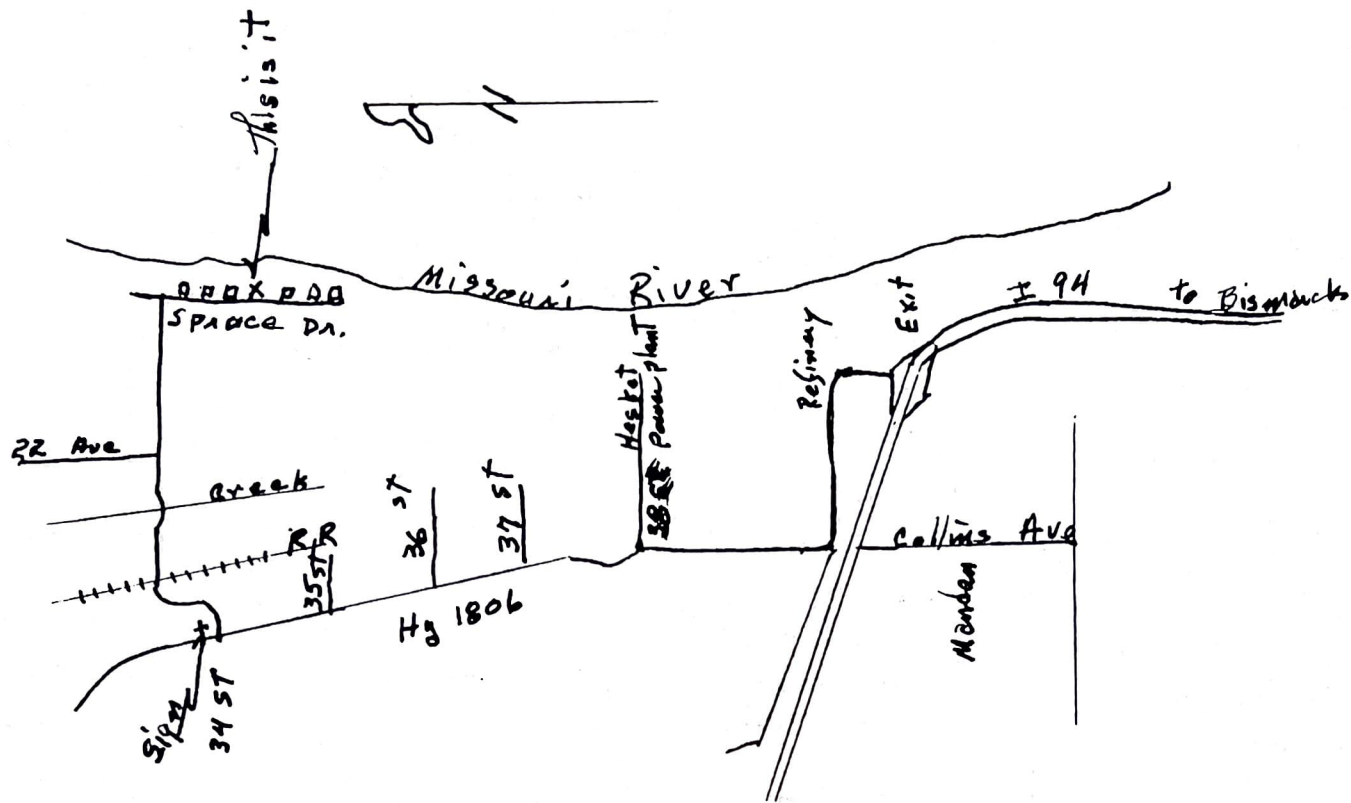 This is it
Missouri River
X
Spruce Dr.
Exit
I 94 to Bismarck
Refinery
Hesket
Power plant
22 Ave
Creek
RR
35 st
36 st
37 st
Collins Ave
Mandan
Hy 1806
Sign
34 ST